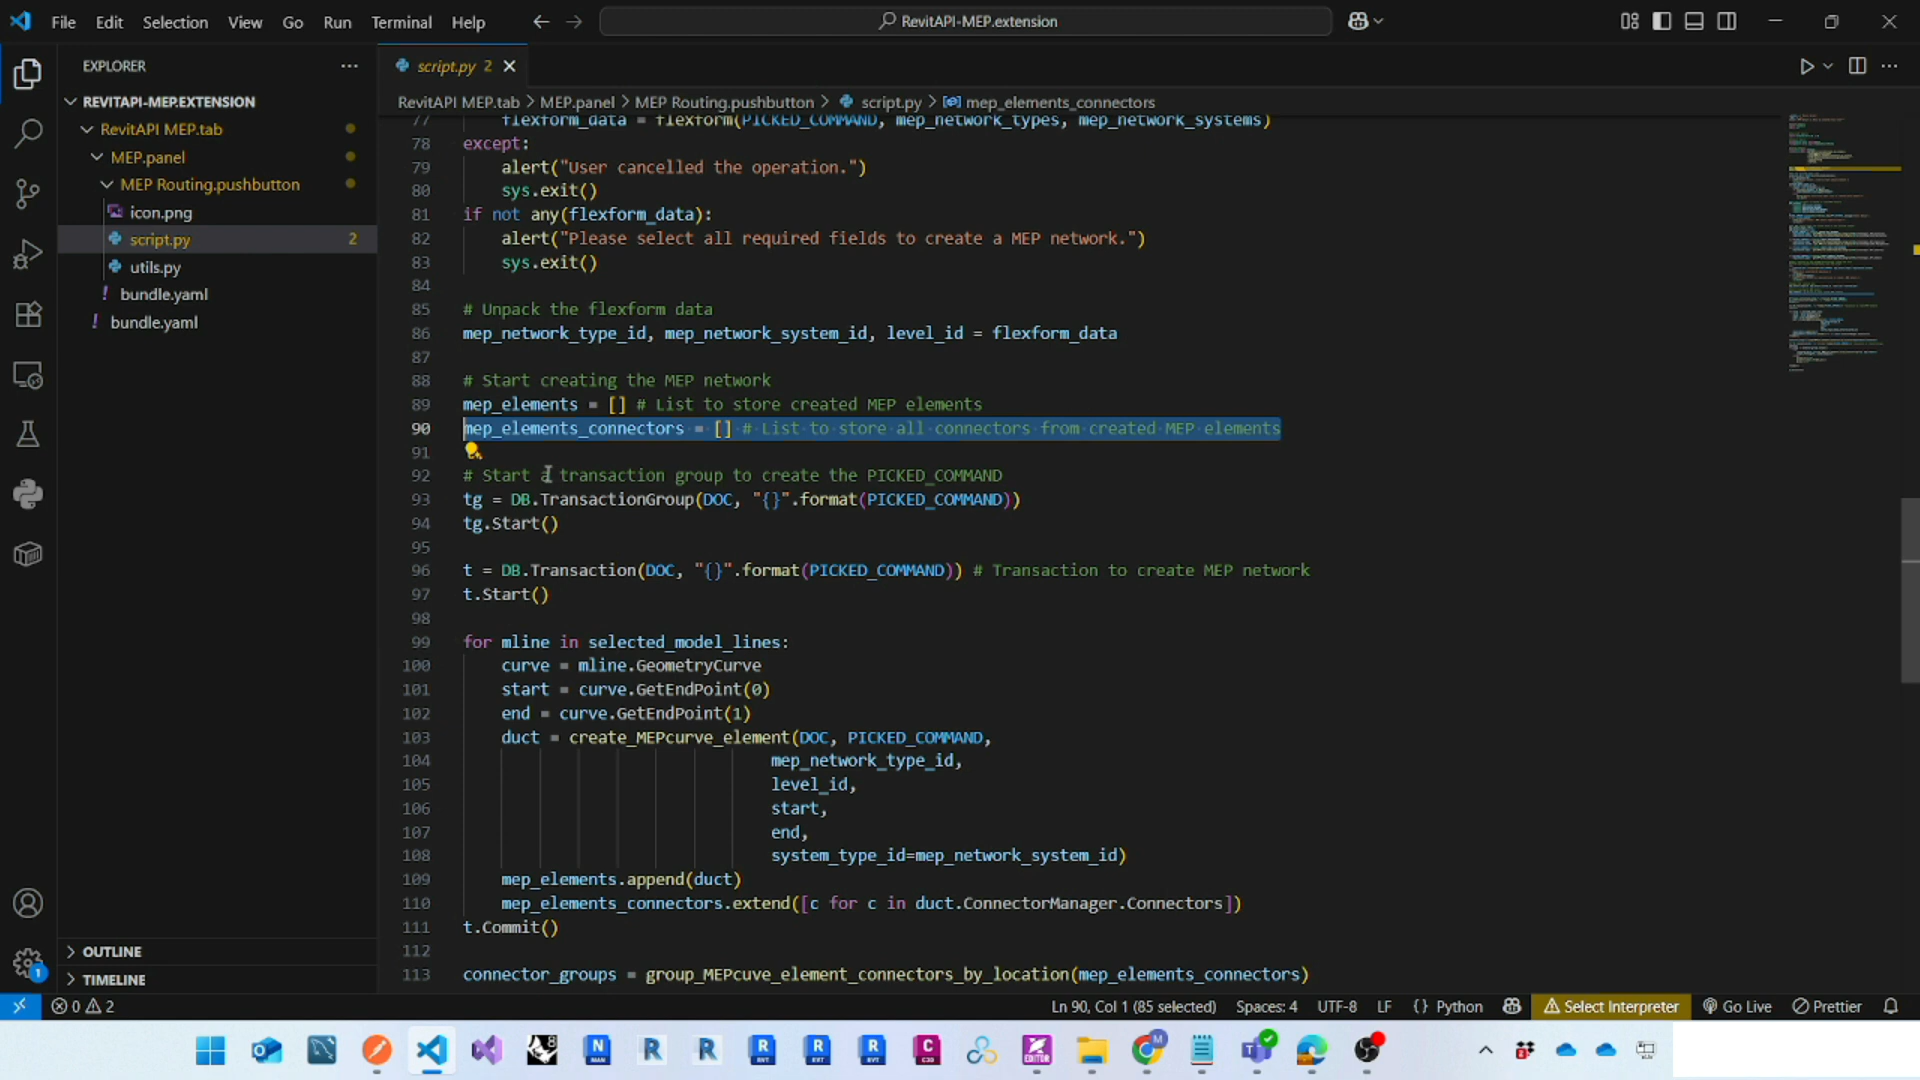 File Edit Selection View Go Run Terminal Help
RevitAPI-MEP.extension
EXPLORER
REVITAPI-MEP.EXTENSION
RevitAPI MEP.tab
MEP.panel
MEP Routing.pushbutton
icon.png
script.py 2
utils.py
bundle.yaml
bundle.yaml
OUTLINE
TIMELINE
script.py 2
RevitAPI MEP.tab > MEP.panel > MEP Routing.pushbutton > script.py > mep_elements_connectors
77 flexform_data = flexform(PICKED_COMMAND, mep_network_types, mep_network_systems)
78 except:
79 alert("User cancelled the operation.")
80 sys.exit()
81 if not any(flexform_data):
82 alert("Please select all required fields to create a MEP network.")
83 sys.exit()
84
85 # Unpack the flexform data
86 mep_network_type_id, mep_network_system_id, level_id = flexform_data
87
88 # Start creating the MEP network
89 mep_elements = [] # List to store created MEP elements
90 mep_elements_connectors = [] # List to store all connectors from created MEP elements
91
92 # Start a transaction group to create the PICKED_COMMAND
93 tg = DB.TransactionGroup(DOC, "{}".format(PICKED_COMMAND))
94 tg.Start()
95
96 t = DB.Transaction(DOC, "{}".format(PICKED_COMMAND)) # Transaction to create MEP network
97 t.Start()
98
99 for mline in selected_model_lines:
100 curve = mline.GeometryCurve
101 start = curve.GetEndPoint(0)
102 end = curve.GetEndPoint(1)
103 duct = create_MEPcurve_element(DOC, PICKED_COMMAND,
104 mep_network_type_id,
105 level_id,
106 start,
107 end,
108 system_type_id=mep_network_system_id)
109 mep_elements.append(duct)
110 mep_elements_connectors.extend([c for c in duct.ConnectorManager.Connectors])
111 t.Commit()
112
113 connector_groups = group_MEPcuve_element_connectors_by_location(mep_elements_connectors)
0 2 Ln 90, Col 1 (85 selected) Spaces: 4 UTF-8 LF {} Python Select Interpreter Go Live Prettier